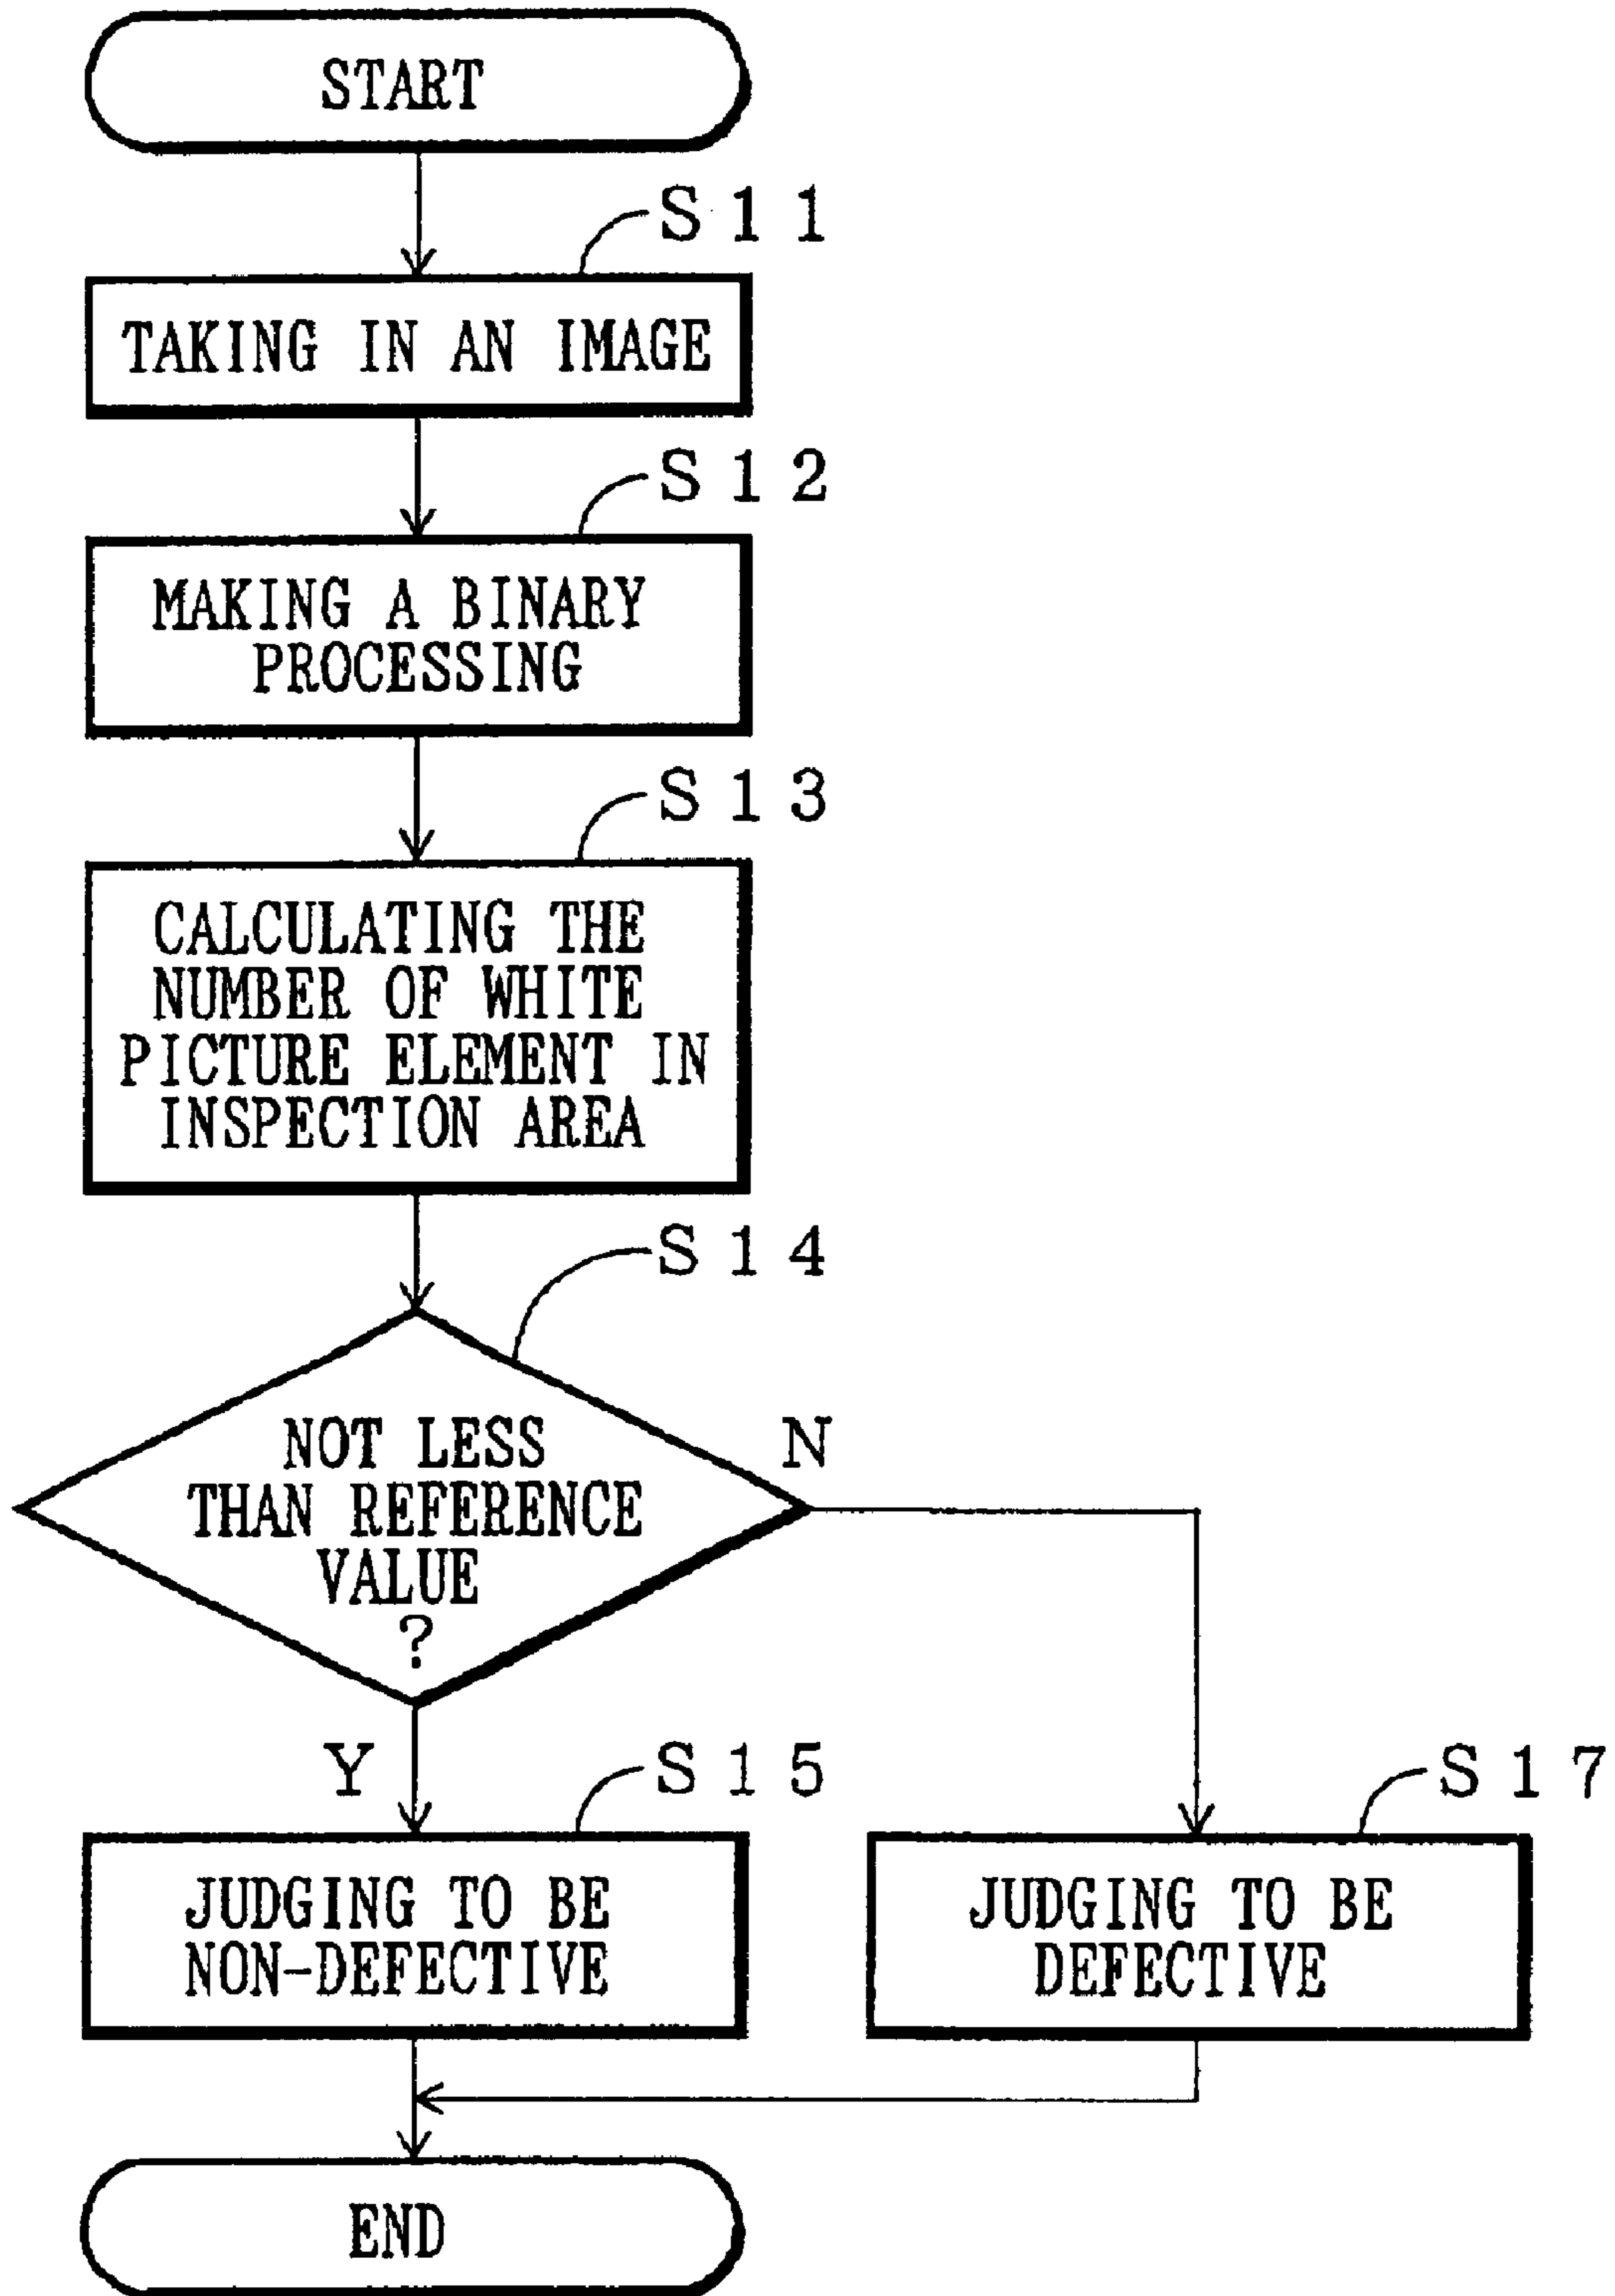 START
S11
TAKING IN AN IMAGE
S12
MAKING A BINARY
PROCESSING
S13
CALCULATING THE
NUMBER OF WHITE
PICTURE ELEMENT IN
INSPECTION AREA
S14
NOT LESS
THAN REFERENCE
VALUE
?
N
Y
S15
JUDGING TO BE
NON-DEFECTIVE
S17
JUDGING TO BE
DEFECTIVE
END